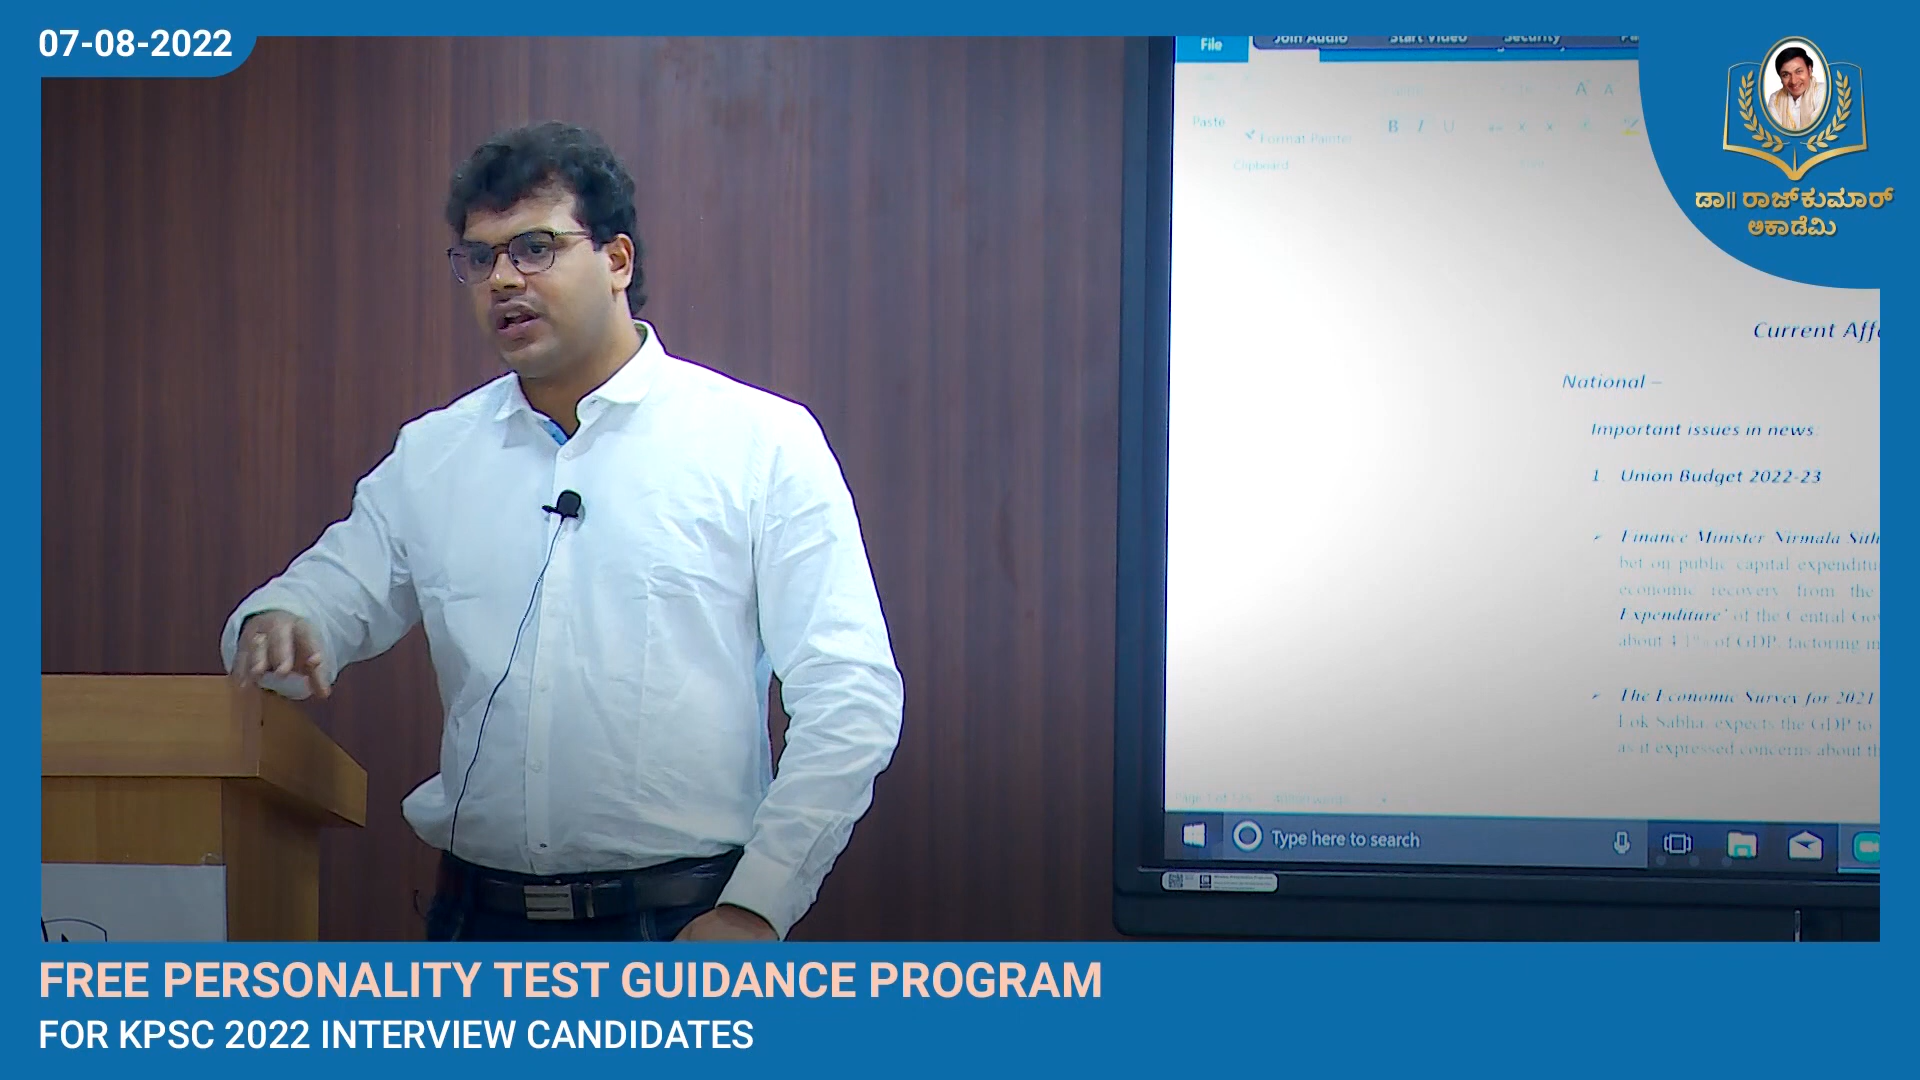 07-08-2022
File
Join Audio
Start Video
Security
ಡಾ|| ರಾಜ್‌ಕುಮಾರ್
ಅಕಾಡೆಮಿ
Paste
Format Painter
B I U
Clipboard
Current Aff
National –
Important issues in news:
1. Union Budget 2022-23
Finance Minister Nirmala Sith
bet on public capital expenditu
economic recovery from the
Expenditure' of the Central Go
about 4.1% of GDP, factoring in
The Economic Survey for 2021
Lok Sabha, expects the GDP to
as it expressed concerns about th
Type here to search
FREE PERSONALITY TEST GUIDANCE PROGRAM
FOR KPSC 2022 INTERVIEW CANDIDATES